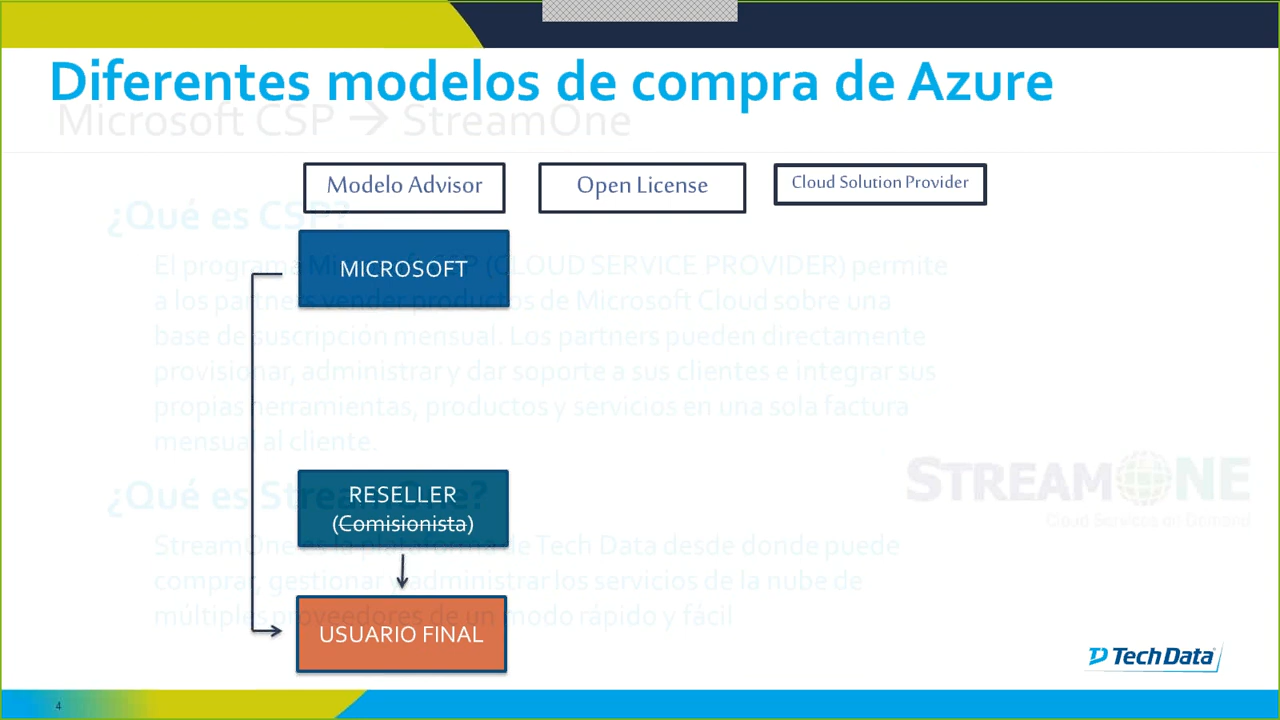 Diferentes modelos de compra de Azure
Microsoft CSP → StreamOne
Modelo Advisor
Open License
Cloud Solution Provider
¿Qué es CSP?
El programa Microsoft CSP (CLOUD SERVICE PROVIDER) permite
a los partners vender productos de Microsoft Cloud sobre una
base de suscripción mensual. Los partners pueden directamente
provisionar, administrar y dar soporte a sus clientes e integrar sus
propias herramientas, productos y servicios en una sola factura
mensual al cliente.
MICROSOFT
RESELLER
(Comisionista)
USUARIO FINAL
¿Qué es StreamOne?
StreamOne es la plataforma de Tech Data desde donde puede
comprar, gestionar y administrar los servicios de la nube de
múltiples proveedores de un modo rápido y fácil
STREAMONE
Cloud Services on Demand
Tech Data
4